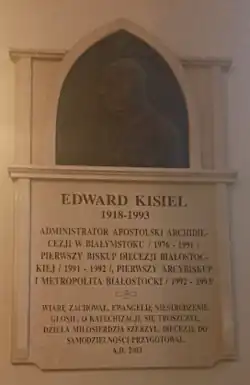 EDWARD KISIEL
1918-1993
ADMINISTRATOR APOSTOLSKI ARCHIDIE-
CEZJI W BIAŁYMSTOKU / 1976 - 1991 /
PIERWSZY BISKUP DIECEZJI BIAŁOSTOC-
KIEJ / 1991 - 1992 /, PIERWSZY ARCYBISKUP
I METROPOLITA BIAŁOSTOCKI / 1992 - 1993/
WIARĘ ZACHOWAŁ, EWANGELIĘ NIESTRUDZENIE
GŁOSIŁ, O KATECHIZACJĘ SIĘ TROSZCZYŁ,
DZIEŁA MIŁOSIERDZIA SZERZYŁ, DIECEZJĘ DO
SAMODZIELNOŚCI PRZYGOTOWAŁ.
A.D. 2003